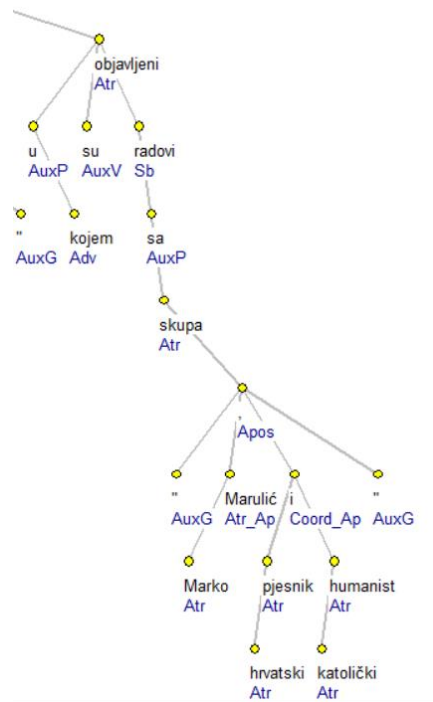 objavljeni
Atr
u su radovi
AuxP AuxV Sb
" kojem sa
AuxG Adv AuxP
skupa
Atr
,
Apos
" Marulić i "
AuxG Atr_Ap Coord_Ap AuxG
Marko pjesnik humanist
Atr Atr Atr
hrvatski katolički
Atr Atr